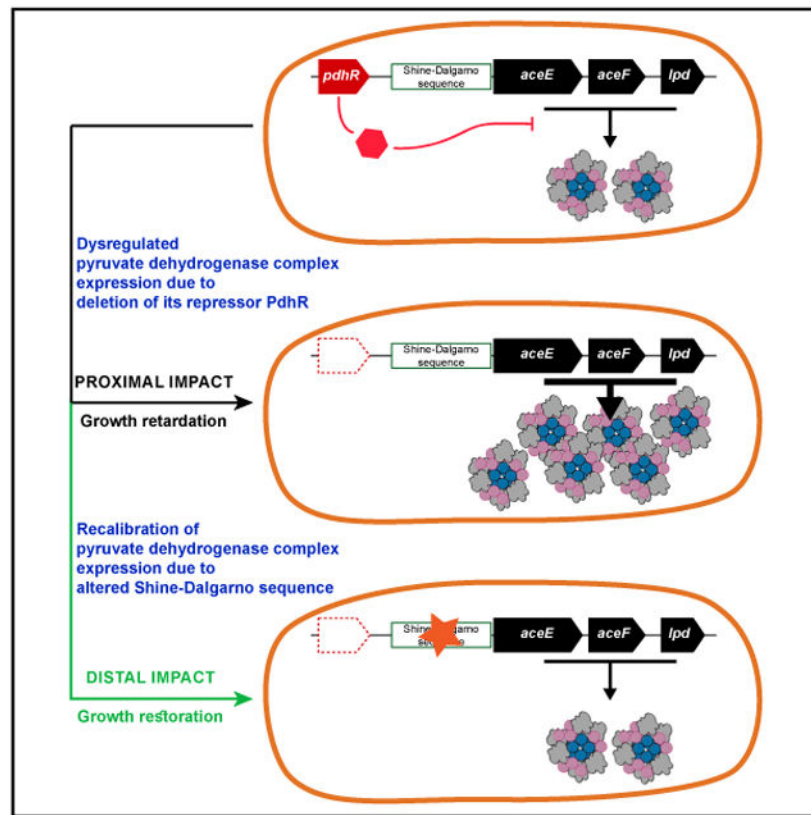 pdhR
Shine-Dalgarno
sequence
aceE
aceF
lpd
Dysregulated
pyruvate dehydrogenase complex
expression due to
deletion of its repressor PdhR
PROXIMAL IMPACT
Growth retardation
Shine-Dalgarno
sequence
aceE
aceF
lpd
Recalibration of
pyruvate dehydrogenase complex
expression due to
altered Shine-Dalgarno sequence
DISTAL IMPACT
Growth restoration
aceE
aceF
lpd